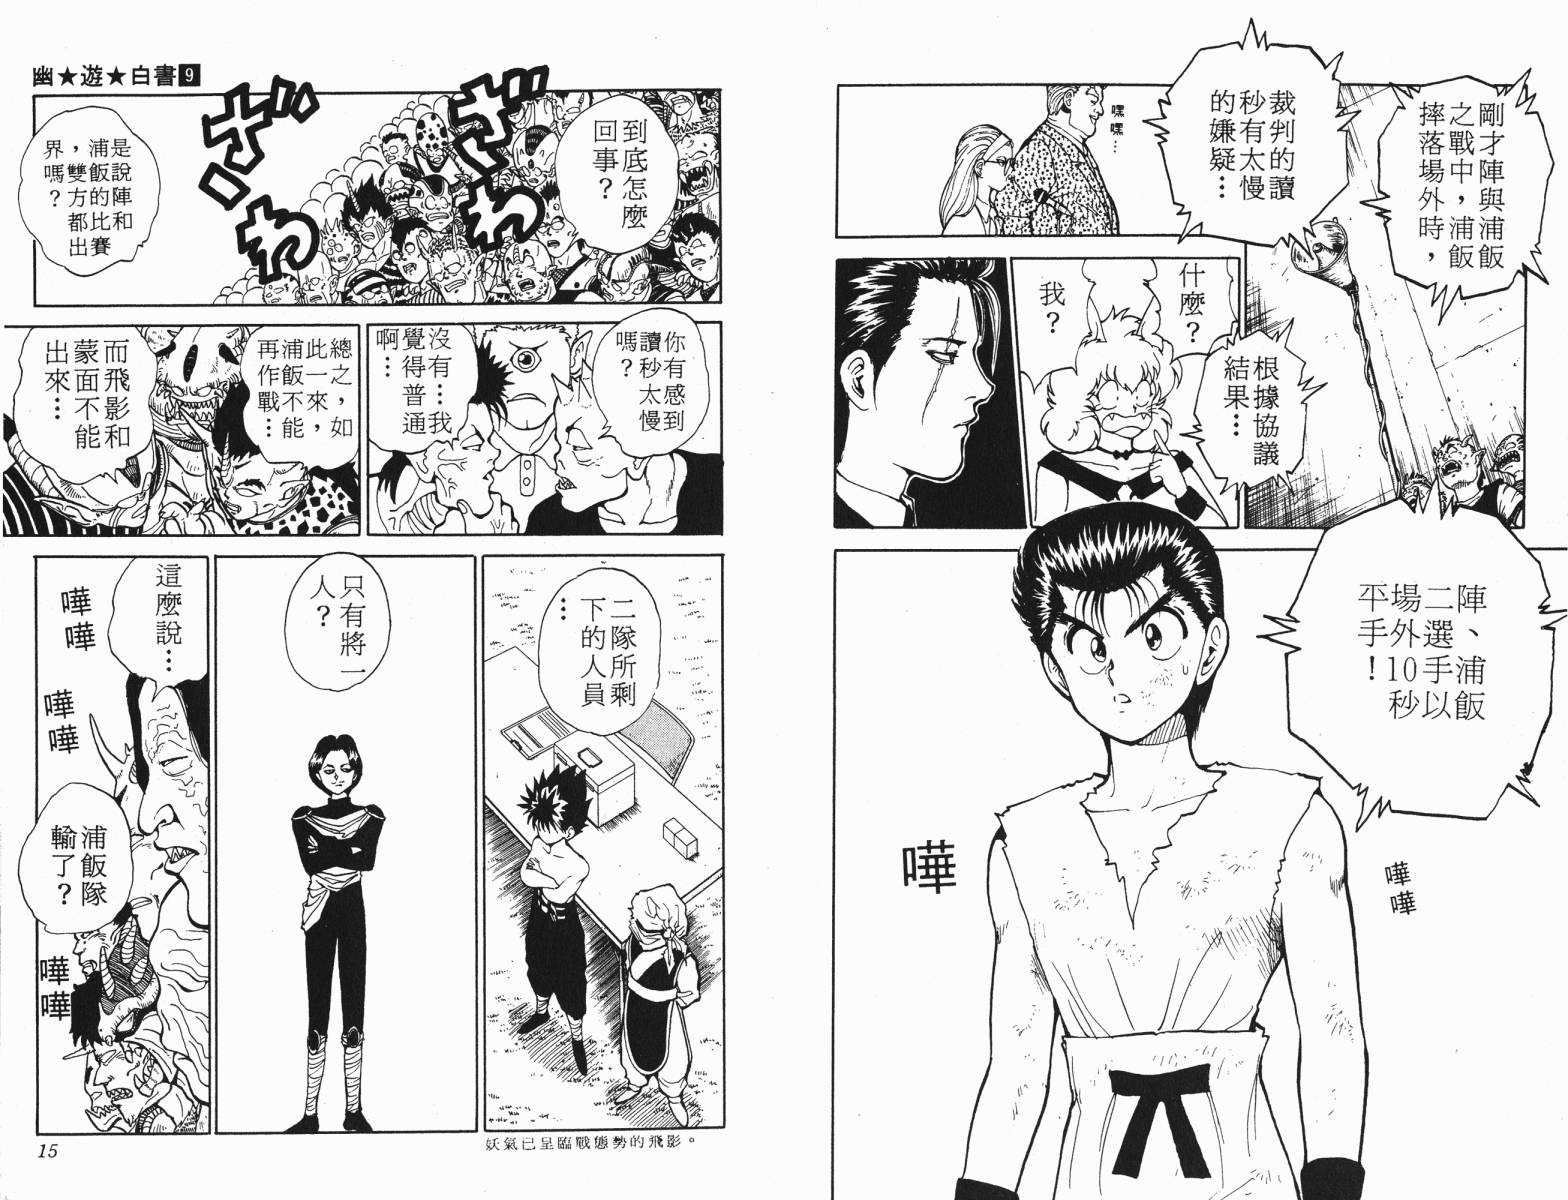 剛才陣與浦飯
之戰中，浦飯
摔落場外時，
裁判的讀
秒有太慢
的嫌疑…
嘿
嘿…
什麼？
我？
根據協議
結果…
陣、浦飯
二選手以
場外10秒
平手！
嘩
嘩
嘩
幽★遊★白書9
到底怎麼
回事？
ざわ
ざわ
是說陣和
浦飯的比賽
，雙方都出
界嗎？
你有感到
讀秒太慢
嗎？
沒有…我
覺得普通
啊…
總之，如
此一來，
浦飯不能
再作戰…
而飛影和
蒙面不能
出來…
二隊所剩
下的人員
…
妖氣已呈臨戰態勢的飛影。
只有將一
人？
這麼說…
嘩
嘩
嘩
嘩
浦飯隊
輸了？
嘩
嘩
15